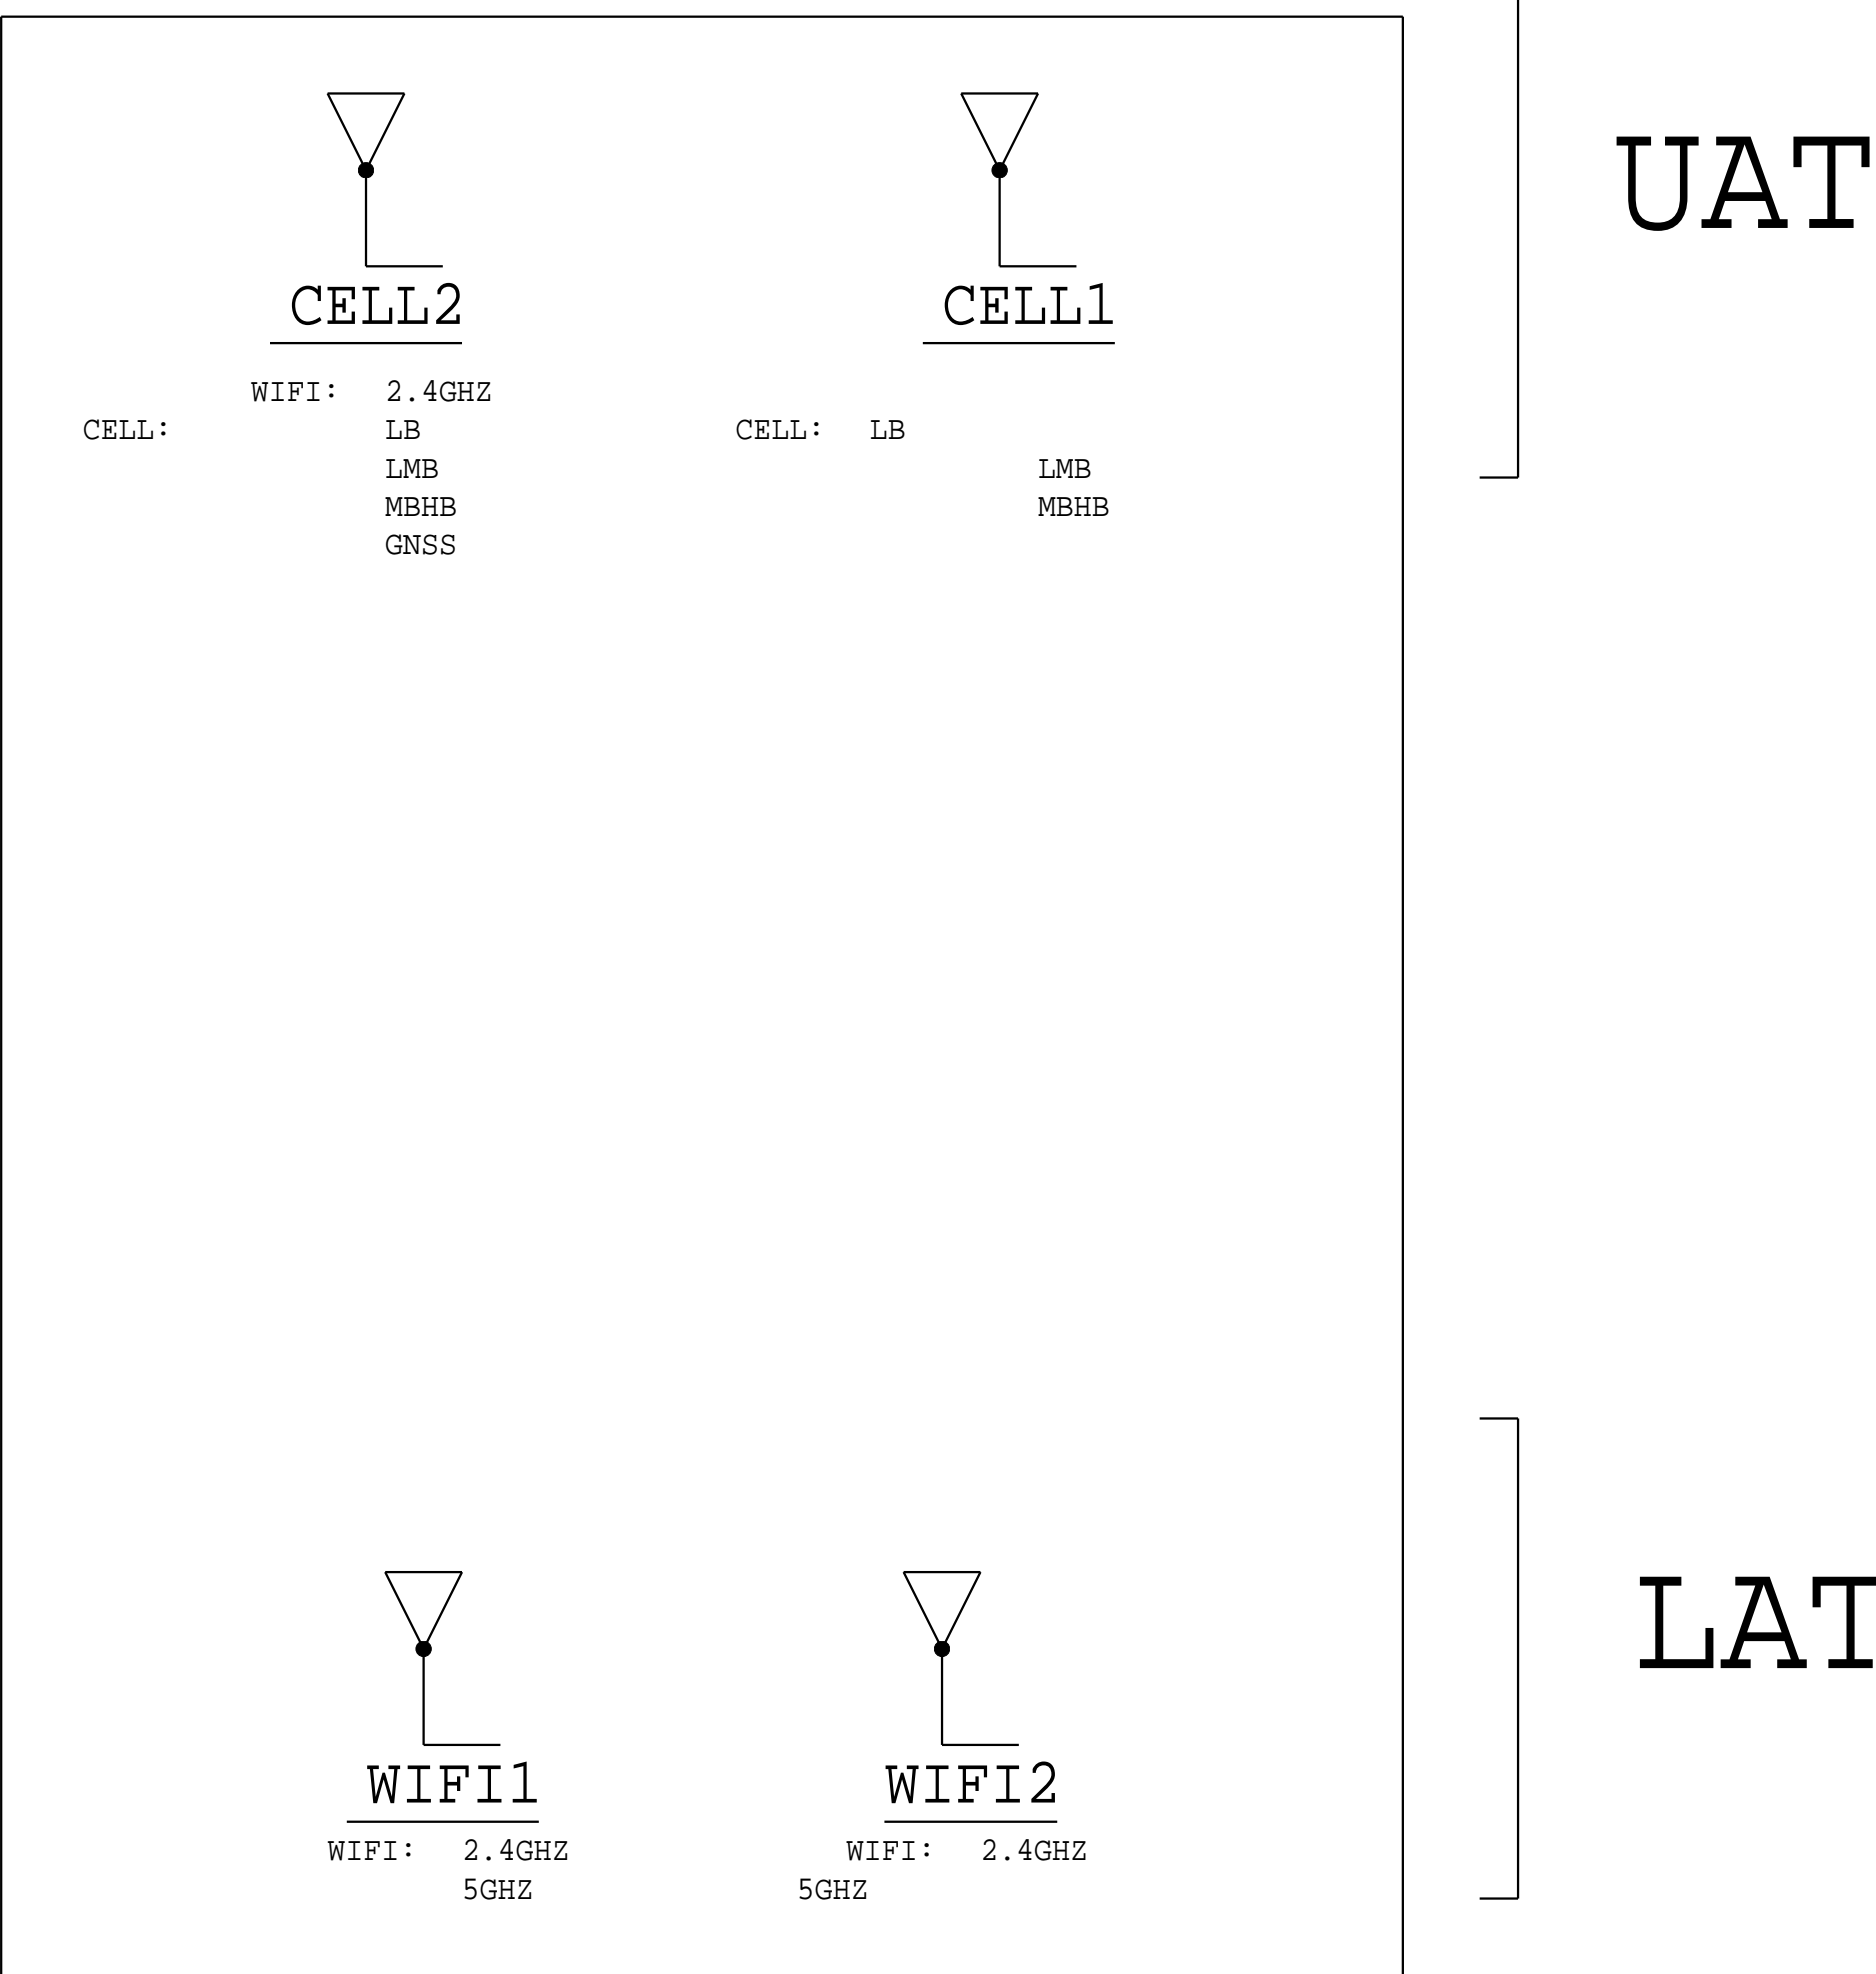 UAT
CELL2 CELL1
WIFI: 2.4GHZ
CELL: LB CELL: LB
LMB LMB
MBHB MBHB
GNSS
LAT
WIFI1 WIFI2
WIFI: 2.4GHZ WIFI: 2.4GHZ
5GHZ 5GHZ